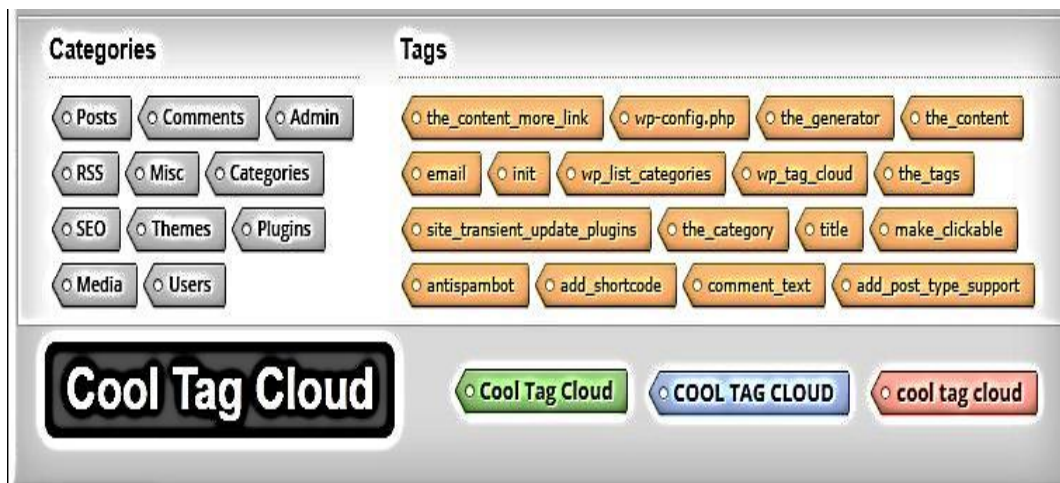 Categories
Posts Comments Admin
RSS Misc Categories
SEO Themes Plugins
Media Users
Tags
the_content_more_link wp-config.php the_generator the_content
email init wp_list_categories wp_tag_cloud the_tags
site_transient_update_plugins the_category title make_clickable
antispambot add_shortcode comment_text add_post_type_support
Cool Tag Cloud
Cool Tag Cloud COOL TAG CLOUD cool tag cloud